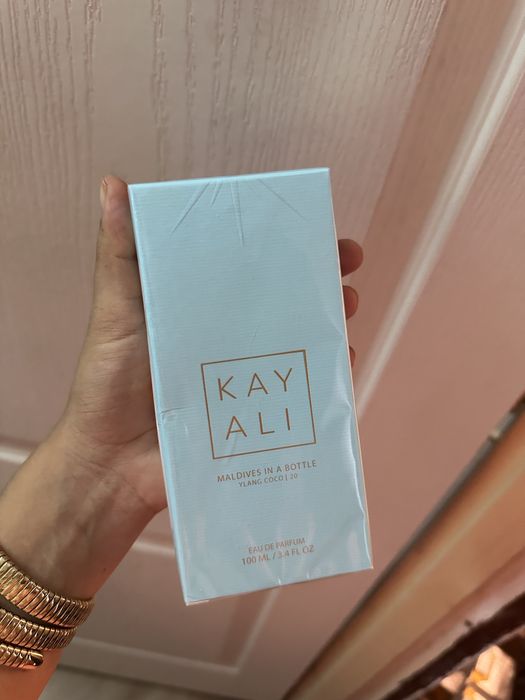 KAY
ALI
MALDIVES IN A BOTTLE
YLANG COCO | 20
EAU DE PARFUM
100 ML / 3.4 FL OZ